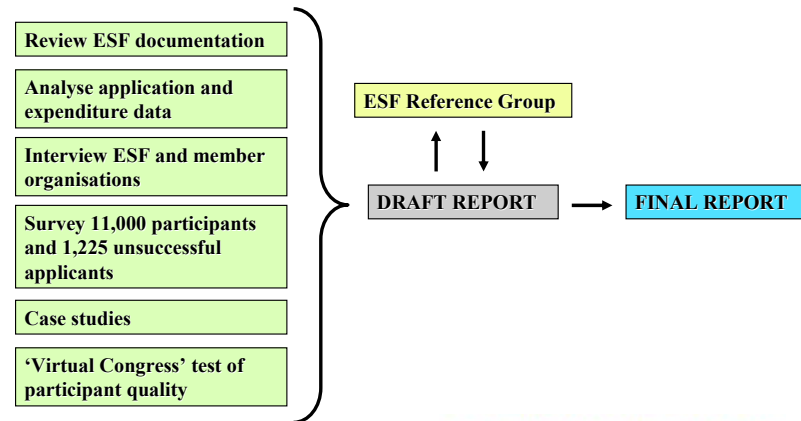 Review ESF documentation
Analyse application and
expenditure data
Interview ESF and member
organisations
Survey 11,000 participants
and 1,225 unsuccessful
applicants
Case studies
‘Virtual Congress’ test of
participant quality
ESF Reference Group
DRAFT REPORT
FINAL REPORT